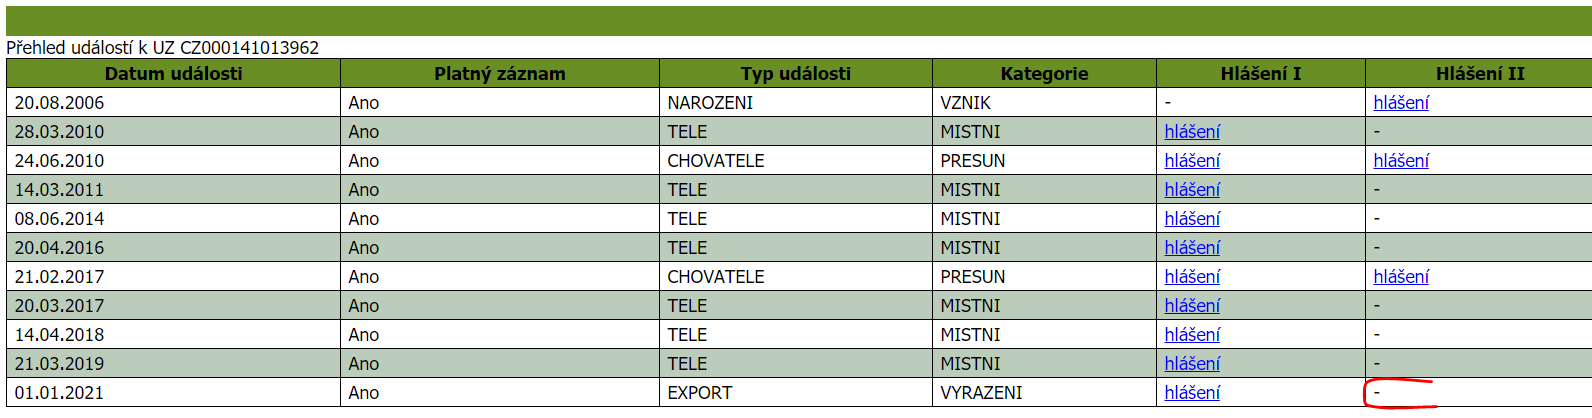 Přehled událostí k UZ CZ000141013962
Datum události Platný záznam Typ události Kategorie Hlášení I Hlášení II
20.08.2006 Ano NAROZENI VZNIK - hlášení
28.03.2010 Ano TELE MISTNI hlášení -
24.06.2010 Ano CHOVATELE PRESUN hlášení hlášení
14.03.2011 Ano TELE MISTNI hlášení -
08.06.2014 Ano TELE MISTNI hlášení -
20.04.2016 Ano TELE MISTNI hlášení -
21.02.2017 Ano CHOVATELE PRESUN hlášení hlášení
20.03.2017 Ano TELE MISTNI hlášení -
14.04.2018 Ano TELE MISTNI hlášení -
21.03.2019 Ano TELE MISTNI hlášení -
01.01.2021 Ano EXPORT VYRAZENI hlášení -